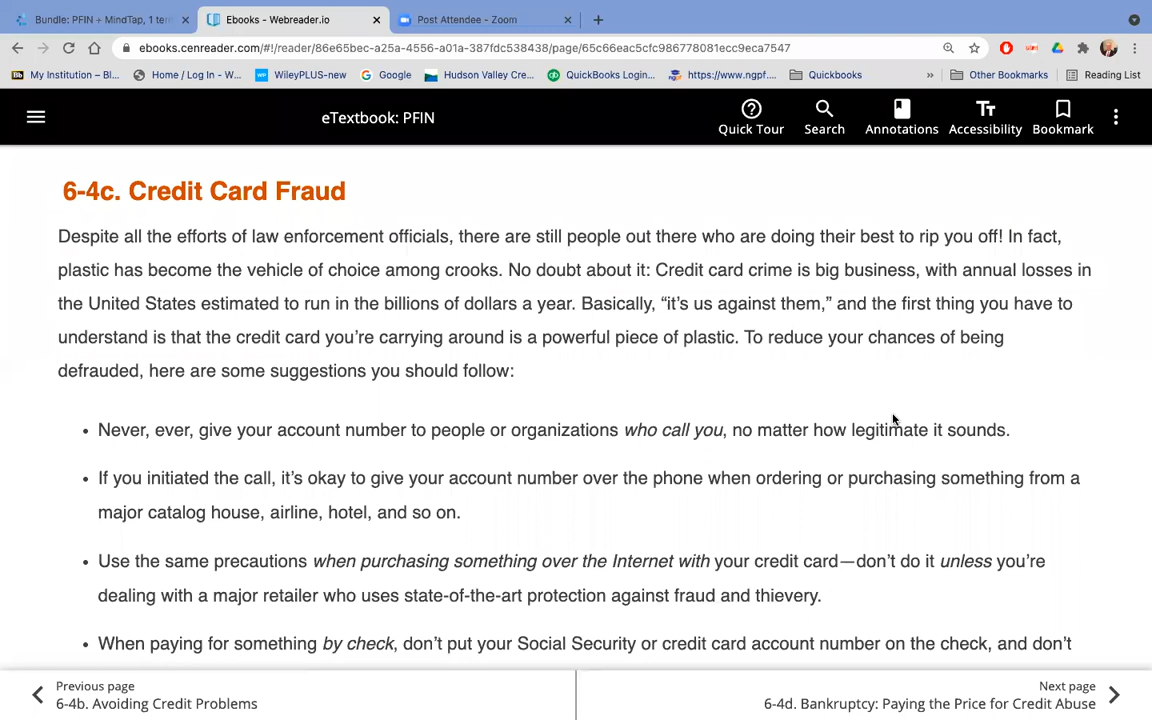 Bundle: PFIN + MindTap, 1 ter
Ebooks - Webreader.io
Post Attendee - Zoom
ebooks.cenreader.com/#!/reader/86e65bec-a25a-4556-a01a-387fdc538438/page/65c66eac5cfc986778081ecc9eca7547
My Institution – Bl...
Home / Log In - W...
WP
WileyPLUS-new
Google
Hudson Valley Cre...
QuickBooks Login...
https://www.ngpf....
Quickbooks
»
Other Bookmarks
Reading List
eTextbook: PFIN
Quick Tour
Search
Annotations
Accessibility
Bookmark
6-4c. Credit Card Fraud
Despite all the efforts of law enforcement officials, there are still people out there who are doing their best to rip you off! In fact,
plastic has become the vehicle of choice among crooks. No doubt about it: Credit card crime is big business, with annual losses in
the United States estimated to run in the billions of dollars a year. Basically, “it’s us against them,” and the first thing you have to
understand is that the credit card you’re carrying around is a powerful piece of plastic. To reduce your chances of being
defrauded, here are some suggestions you should follow:
• Never, ever, give your account number to people or organizations who call you, no matter how legitimate it sounds.
• If you initiated the call, it’s okay to give your account number over the phone when ordering or purchasing something from a
major catalog house, airline, hotel, and so on.
• Use the same precautions when purchasing something over the Internet with your credit card—don’t do it unless you’re
dealing with a major retailer who uses state-of-the-art protection against fraud and thievery.
• When paying for something by check, don’t put your Social Security or credit card account number on the check, and don’t
Previous page
6-4b. Avoiding Credit Problems
Next page
6-4d. Bankruptcy: Paying the Price for Credit Abuse